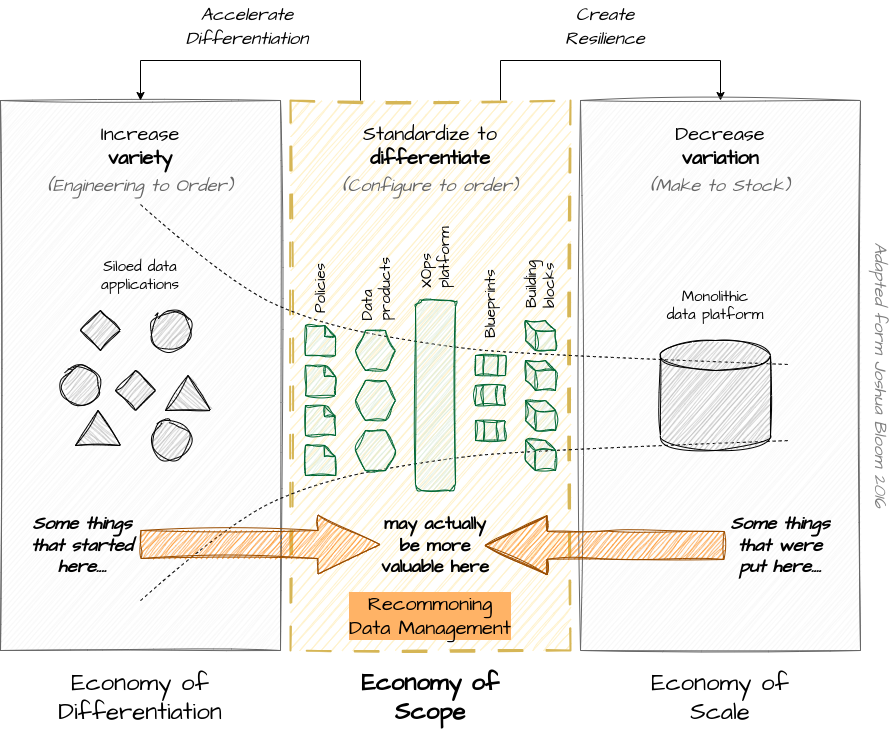 Accelerate
Differentiation
Create
Resilience
Increase
variety
(Engineering to Order)
Standardize to
differentiate
(Configure to order)
Decrease
variation
(Make to Stock)
Siloed data
applications
Policies
Data
products
XOps
platform
Blueprints
Building
blocks
Monolithic
data platform
Adapted form Joshua Bloom 2016
Some things
that started
here....
may actually
be more
valuable here
Some things
that were
put here....
Recommoning
Data Management
Economy of
Differentiation
Economy of
Scope
Economy of
Scale